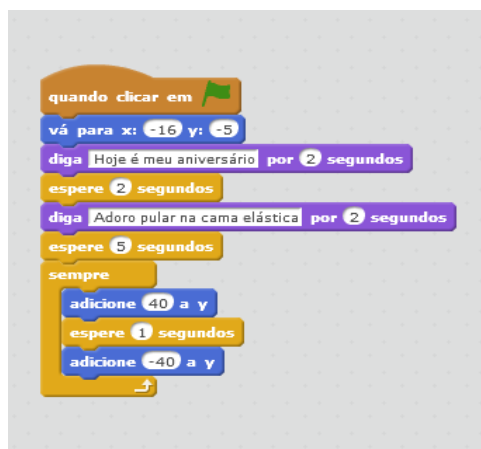 quando clicar em
vá para x: -16 y: -5
diga Hoje é meu aniversário por 2 segundos
espere 2 segundos
diga Adoro pular na cama elástica por 2 segundos
espere 5 segundos
sempre
adicione 40 a y
espere 1 segundos
adicione -40 a y